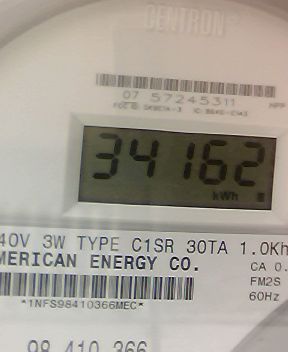 CENTRON®
07 57245311
34162
kWh
40V 3W TYPE C1SR 30TA 1.0Kh
MERICAN ENERGY CO.
CA 0.
FM2S
60Hz
*1NFS98410366MEC*
98 410 366